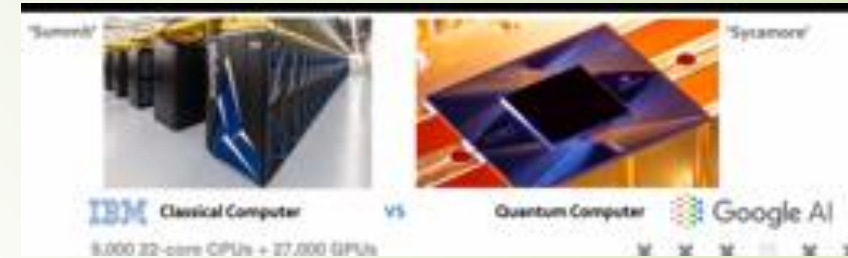 'Summit' 'Sycamore'
IBM Classical Computer vs Quantum Computer Google AI
9,000 22-core CPUs + 27,000 GPUs